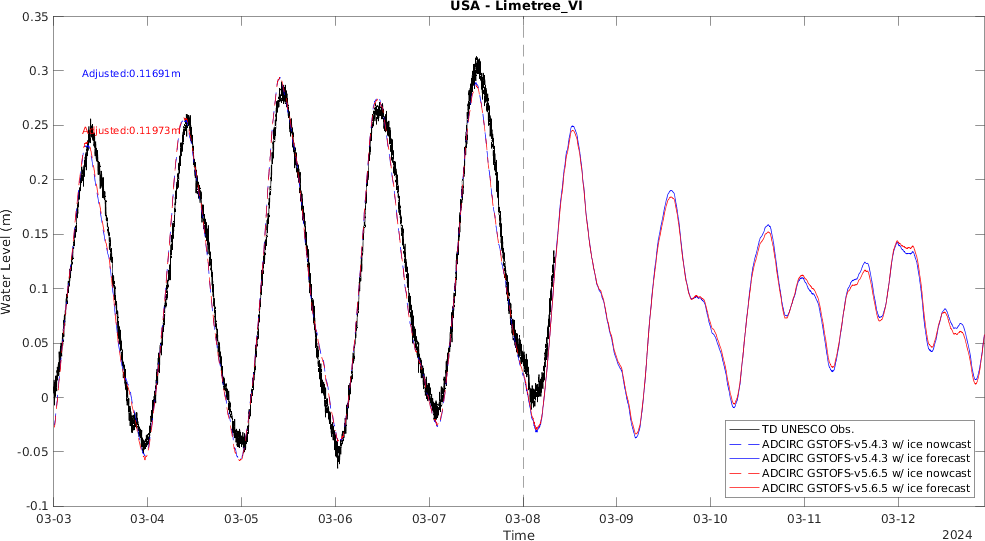 USA - Limetree_VI
0.35
0.3
0.25
0.2
0.15
0.1
0.05
0
-0.05
-0.1
Water Level (m)
Adjusted:0.11691m
Adjusted:0.11973m
TD UNESCO Obs.
ADCIRC GSTOFS-v5.4.3 w/ ice nowcast
ADCIRC GSTOFS-v5.4.3 w/ ice forecast
ADCIRC GSTOFS-v5.6.5 w/ ice nowcast
ADCIRC GSTOFS-v5.6.5 w/ ice forecast
03-03 03-04 03-05 03-06 03-07 03-08 03-09 03-10 03-11 03-12
Time
2024